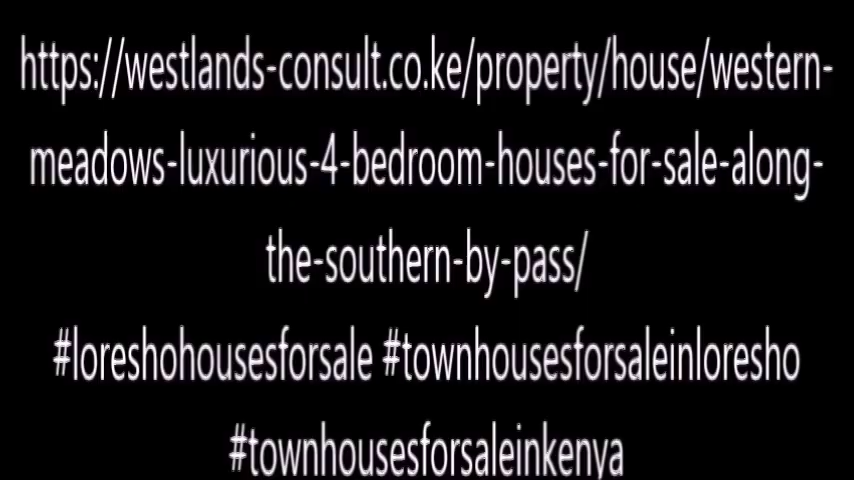 https://westlands-consult.co.ke/property/house/western-
meadows-luxurious-4-bedroom-houses-for-sale-along-
the-southern-by-pass/
#loreshohousesforsale #townhousesforsaleinloresho
#townhousesforsaleinkenya